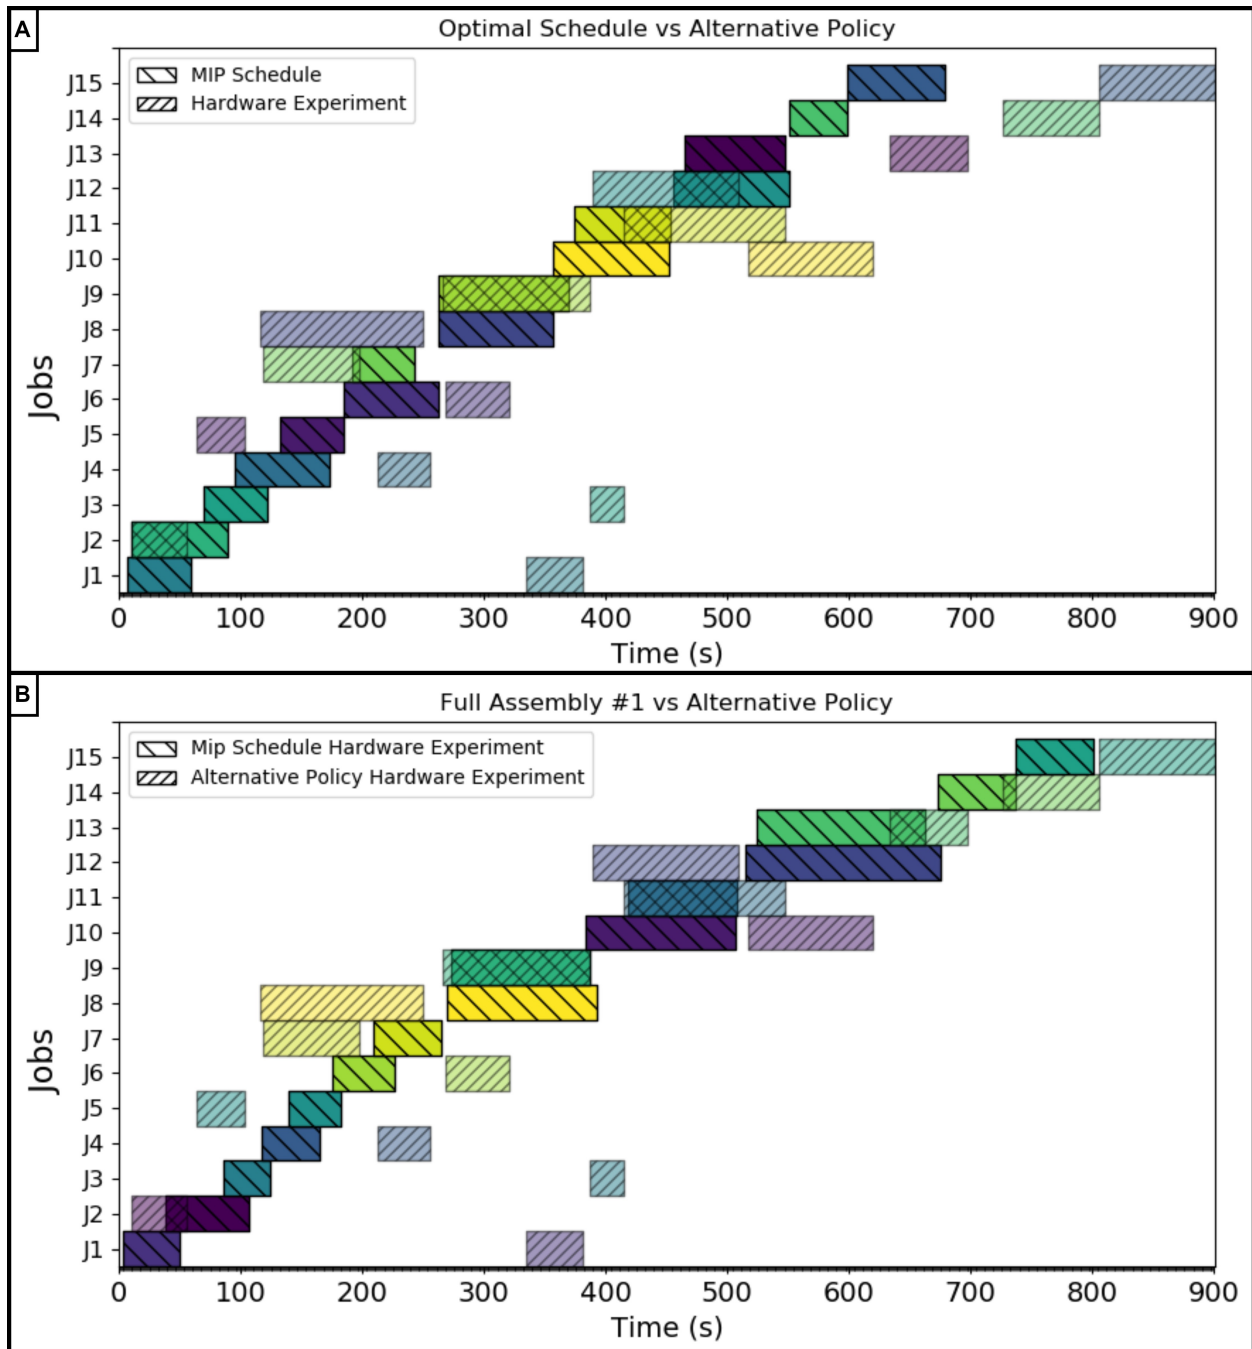 A
Optimal Schedule vs Alternative Policy
MIP Schedule
Hardware Experiment
J15
J14
J13
J12
J11
J10
J9
J8
J7
J6
J5
J4
J3
J2
J1
Jobs
0 100 200 300 400 500 600 700 800 900
Time (s)
B
Full Assembly #1 vs Alternative Policy
Mip Schedule Hardware Experiment
Alternative Policy Hardware Experiment
J15
J14
J13
J12
J11
J10
J9
J8
J7
J6
J5
J4
J3
J2
J1
Jobs
0 100 200 300 400 500 600 700 800 900
Time (s)